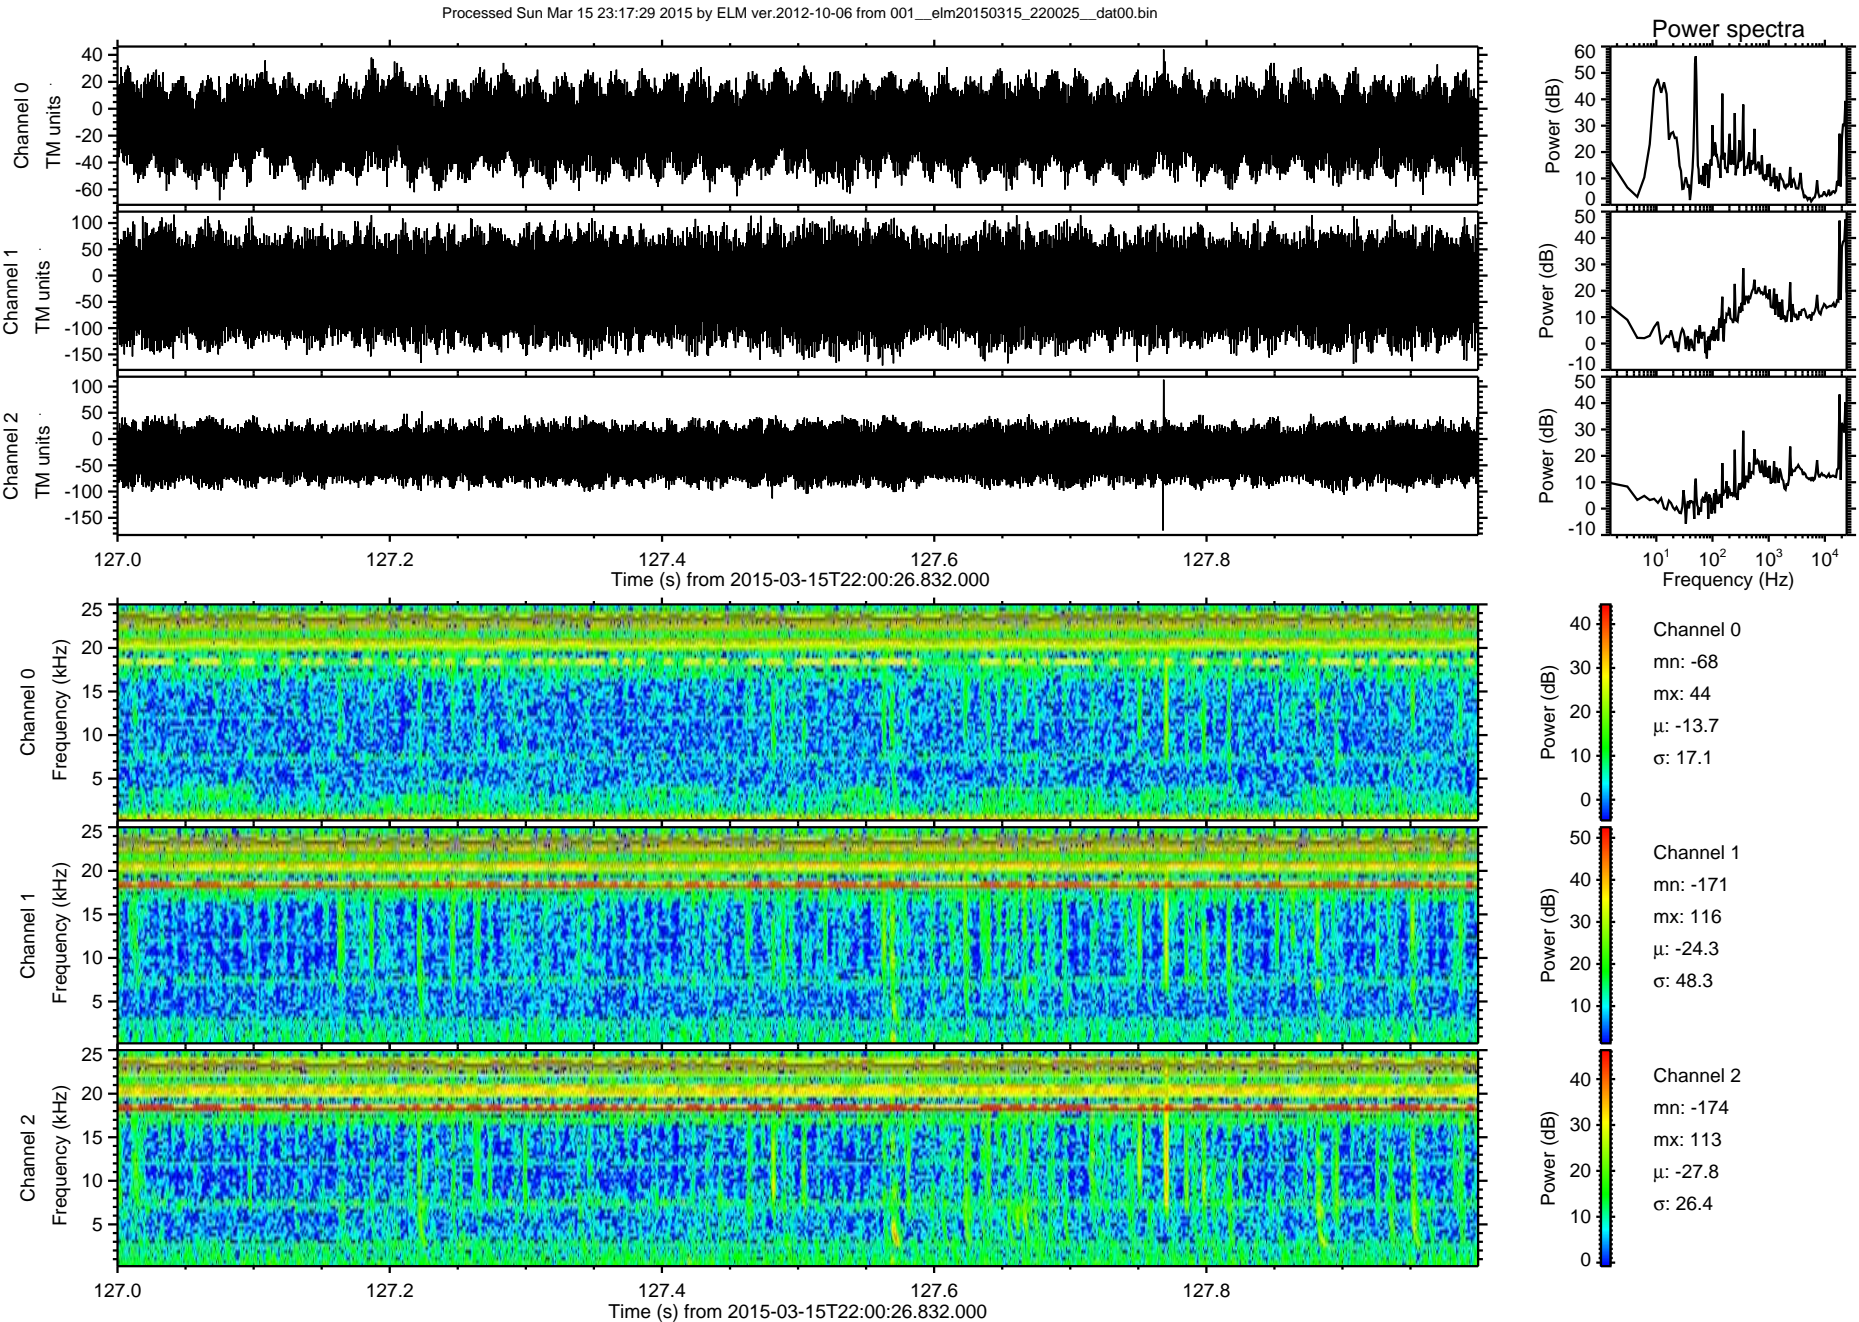 Processed Sun Mar 15 23:17:29 2015 by ELM ver.2012-10-06 from 001__elm20150315_220025__dat00.bin
Power spectra
Channel 0
TM units
40
20
0
-20
-40
-60
Power (dB)
60
50
40
30
20
10
0
Channel 1
TM units
100
50
0
-50
-100
-150
Power (dB)
50
40
30
20
10
0
-10
Channel 2
TM units
100
50
0
-50
-100
-150
Power (dB)
50
40
30
20
10
0
-10
127.0 127.2 127.4 127.6 127.8
Time (s) from 2015-03-15T22:00:26.832.000
10^1 10^2 10^3 10^4
Frequency (Hz)
Channel 0
Frequency (kHz)
25
20
15
10
5
Power (dB)
40
30
20
10
0
Channel 0
mn: -68
mx: 44
μ: -13.7
σ: 17.1
Channel 1
Frequency (kHz)
25
20
15
10
5
Power (dB)
50
40
30
20
10
Channel 1
mn: -171
mx: 116
μ: -24.3
σ: 48.3
Channel 2
Frequency (kHz)
25
20
15
10
5
Power (dB)
40
30
20
10
0
Channel 2
mn: -174
mx: 113
μ: -27.8
σ: 26.4
127.0 127.2 127.4 127.6 127.8
Time (s) from 2015-03-15T22:00:26.832.000